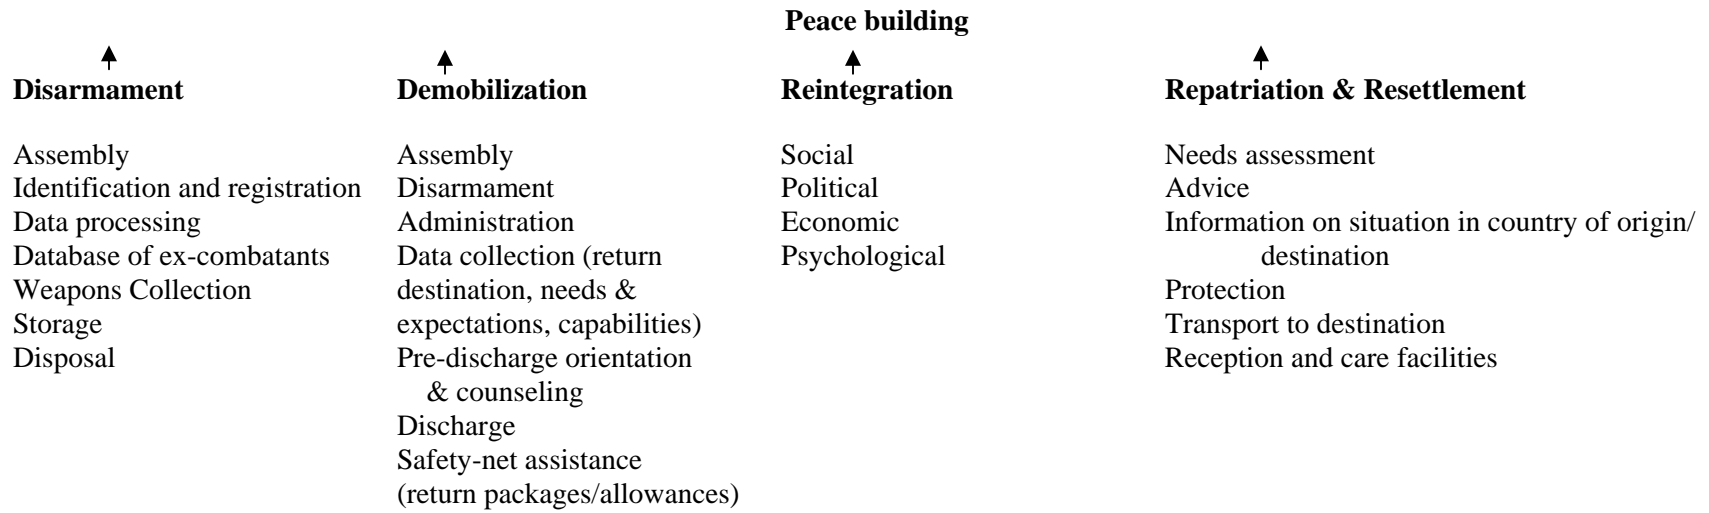 Peace building
Disarmament
Assembly
Identification and registration
Data processing
Database of ex-combatants
Weapons Collection
Storage
Disposal
Demobilization
Assembly
Disarmament
Administration
Data collection (return
destination, needs &
expectations, capabilities)
Pre-discharge orientation
& counseling
Discharge
Safety-net assistance
(return packages/allowances)
Reintegration
Social
Political
Economic
Psychological
Repatriation & Resettlement
Needs assessment
Advice
Information on situation in country of origin/
destination
Protection
Transport to destination
Reception and care facilities